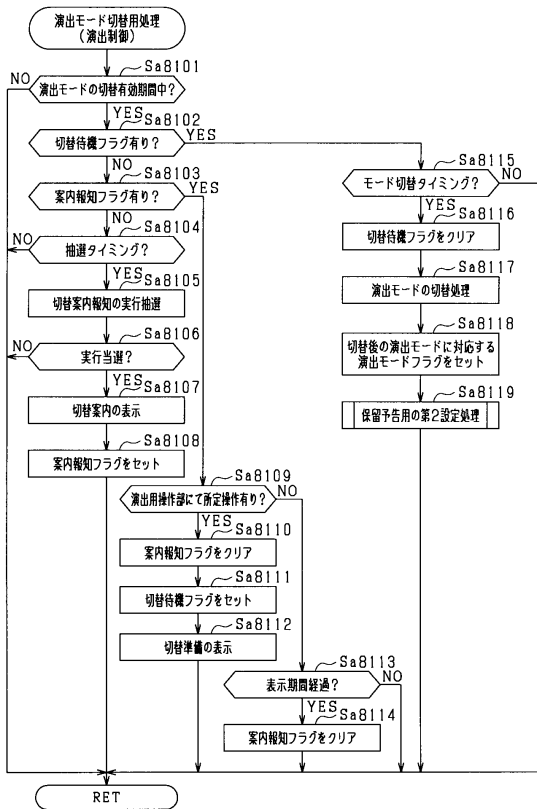 演出モード切替用処理
(演出制御)
Sa8101
NO
演出モードの切替有効期間中?
YES
Sa8102
切替待機フラグ有り?
YES
NO
Sa8103
案内報知フラグ有り?
YES
NO
Sa8104
NO
抽選タイミング?
YES
Sa8105
切替案内報知の実行抽選
Sa8106
NO
実行当選?
YES
Sa8107
切替案内の表示
Sa8108
案内報知フラグをセット
Sa8109
演出用操作部にて所定操作有り?
NO
YES
Sa8110
案内報知フラグをクリア
Sa8111
切替待機フラグをセット
Sa8112
切替準備の表示
Sa8113
表示期間経過?
NO
YES
Sa8114
案内報知フラグをクリア
Sa8115
モード切替タイミング?
NO
YES
Sa8116
切替待機フラグをクリア
Sa8117
演出モードの切替処理
Sa8118
切替後の演出モードに対応する
演出モードフラグをセット
Sa8119
保留予告用の第2設定処理
RET